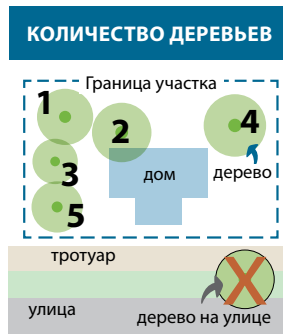 КОЛИЧЕСТВО ДЕРЕВЬЕВ
Граница участка
1
2
4
3
дом
дерево
5
тротуар
улица
дерево на улице